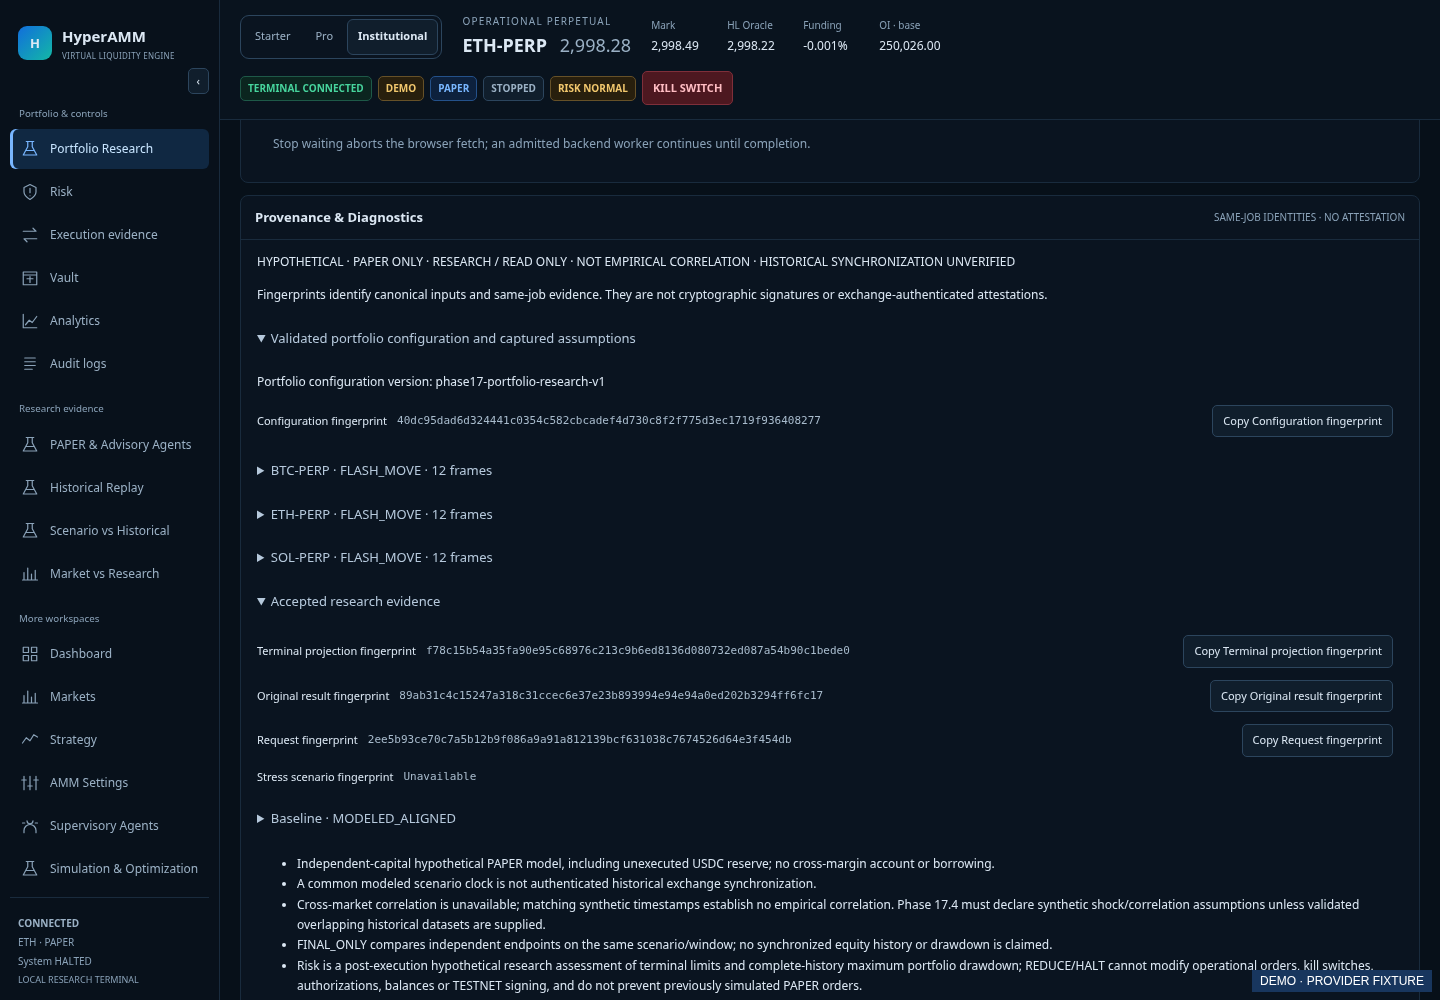 H
HyperAMM
VIRTUAL LIQUIDITY ENGINE
‹
Portfolio & controls
Portfolio Research
Risk
Execution evidence
Vault
Analytics
Audit logs
Research evidence
PAPER & Advisory Agents
Historical Replay
Scenario vs Historical
Market vs Research
More workspaces
Dashboard
Markets
Strategy
AMM Settings
Supervisory Agents
Simulation & Optimization
CONNECTED
ETH · PAPER
System HALTED
LOCAL RESEARCH TERMINAL
Starter Pro Institutional
OPERATIONAL PERPETUAL
ETH-PERP 2,998.28
Mark
2,998.49
HL Oracle
2,998.22
Funding
-0.001%
OI · base
250,026.00
TERMINAL CONNECTED DEMO PAPER STOPPED RISK NORMAL KILL SWITCH
Stop waiting aborts the browser fetch; an admitted backend worker continues until completion.
Provenance & Diagnostics SAME-JOB IDENTITIES · NO ATTESTATION
HYPOTHETICAL · PAPER ONLY · RESEARCH / READ ONLY · NOT EMPIRICAL CORRELATION · HISTORICAL SYNCHRONIZATION UNVERIFIED
Fingerprints identify canonical inputs and same-job evidence. They are not cryptographic signatures or exchange-authenticated attestations.
▼ Validated portfolio configuration and captured assumptions
Portfolio configuration version: phase17-portfolio-research-v1
Configuration fingerprint 40dc95dad6d324441c0354c582cbcadef4d730c8f2f775d3ec1719f936408277 Copy Configuration fingerprint
▶ BTC-PERP · FLASH_MOVE · 12 frames
▶ ETH-PERP · FLASH_MOVE · 12 frames
▶ SOL-PERP · FLASH_MOVE · 12 frames
▼ Accepted research evidence
Terminal projection fingerprint f78c15b54a35fa90e95c68976c213c9b6ed8136d080732ed087a54b90c1bede0 Copy Terminal projection fingerprint
Original result fingerprint 89ab31c4c15247a318c31ccec6e37e23b893994e94e94a0ed202b3294ff6fc17 Copy Original result fingerprint
Request fingerprint 2ee5b93ce70c7a5b12b9f086a9a91a812139bcf631038c7674526d64e3f454db Copy Request fingerprint
Stress scenario fingerprint Unavailable
▶ Baseline · MODELED_ALIGNED
• Independent-capital hypothetical PAPER model, including unexecuted USDC reserve; no cross-margin account or borrowing.
• A common modeled scenario clock is not authenticated historical exchange synchronization.
• Cross-market correlation is unavailable; matching synthetic timestamps establish no empirical correlation. Phase 17.4 must declare synthetic shock/correlation assumptions unless validated
overlapping historical datasets are supplied.
• FINAL_ONLY compares independent endpoints on the same scenario/window; no synchronized equity history or drawdown is claimed.
• Risk is a post-execution hypothetical research assessment of terminal limits and complete-history maximum portfolio drawdown; REDUCE/HALT cannot modify operational orders, kill switches,
authorizations, balances or TESTNET signing, and do not prevent previously simulated PAPER orders.
DEMO · PROVIDER FIXTURE